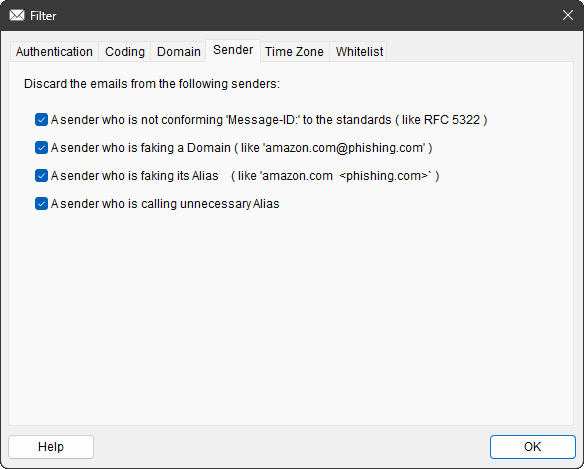 Filter
Authentication Coding Domain Sender Time Zone Whitelist
Discard the emails from the following senders:
A sender who is not conforming 'Message-ID:' to the standards ( like RFC 5322 )
A sender who is faking a Domain ( like 'amazon.com@phishing.com' )
A sender who is faking its Alias ( like 'amazon.com <phishing.com>` )
A sender who is calling unnecessary Alias
Help OK